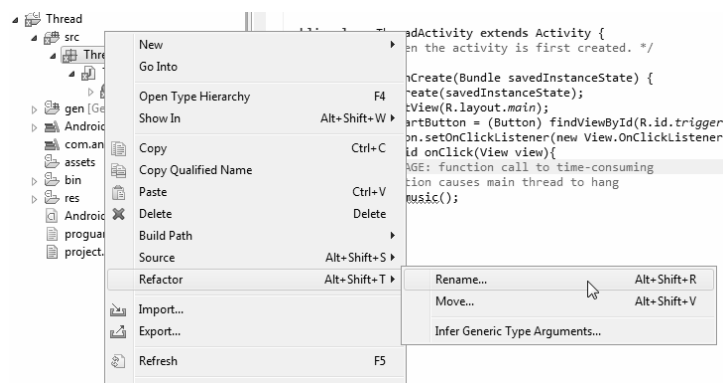 Thread
src
Thre
gen [Ge
Androi
com.an
assets
bin
res
Androi
progua
project.
New
Go Into
Open Type Hierarchy F4
Show In Alt+Shift+W
Copy Ctrl+C
Copy Qualified Name
Paste Ctrl+V
Delete Delete
Build Path
Source Alt+Shift+S
Refactor Alt+Shift+T
Import...
Export...
Refresh F5
Rename... Alt+Shift+R
Move... Alt+Shift+V
Infer Generic Type Arguments...
adActivity extends Activity {
en the activity is first created. */
nCreate(Bundle savedInstanceState) {
reate(savedInstanceState);
tView(R.layout.main);
artButton = (Button) findViewById(R.id.trigger
on.setOnClickListener(new View.OnClickListener
id onClick(View view){
AGE: function call to time-consuming
tion causes main thread to hang
music();